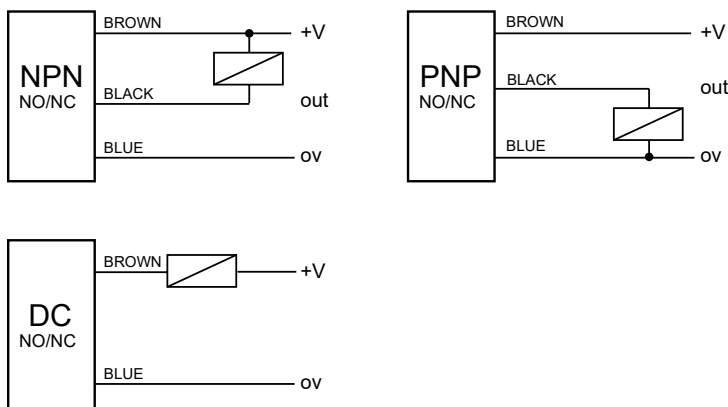 BROWN
+V
NPN
NO/NC
BLACK
out
BLUE
ov
BROWN
+V
PNP
NO/NC
BLACK
out
BLUE
ov
BROWN
+V
DC
NO/NC
BLUE
ov